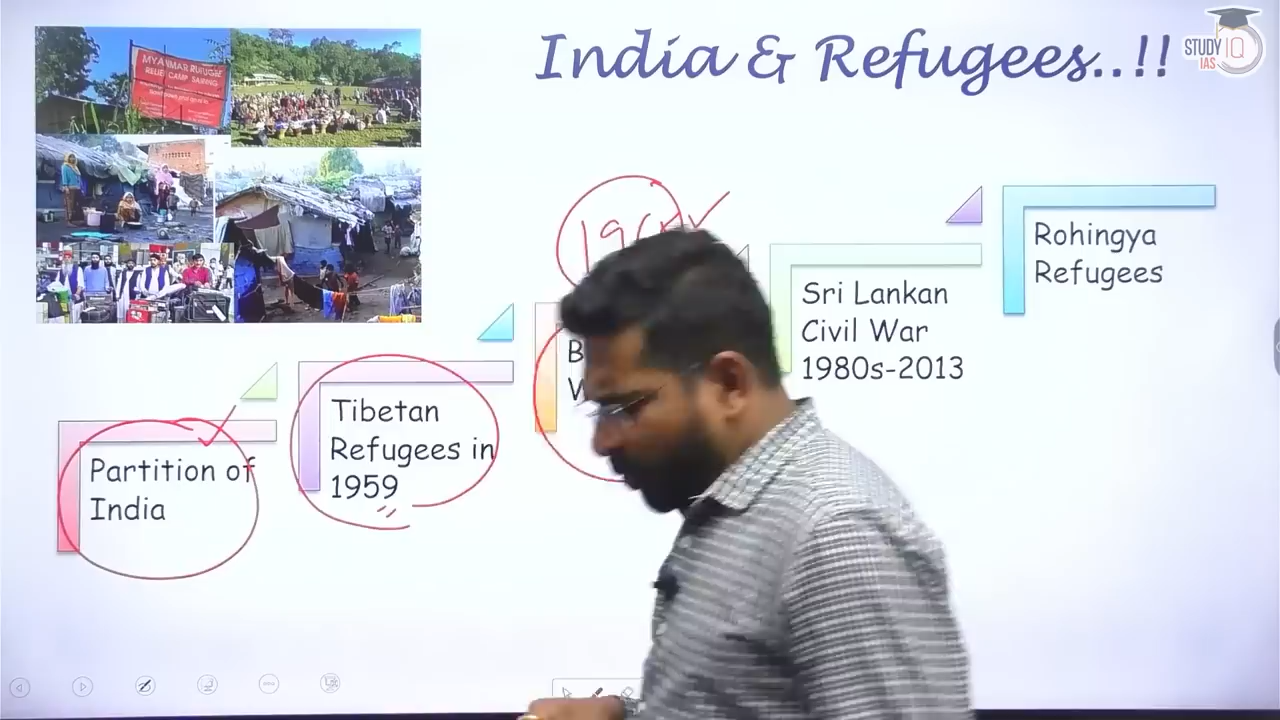 India & Refugees..!!
STUDY IQ
IAS
MYANMAR REFUGEE
RELIEF CAMP
Partition of
India
Tibetan
Refugees in
1959
Sri Lankan
Civil War
1980s-2013
Rohingya
Refugees